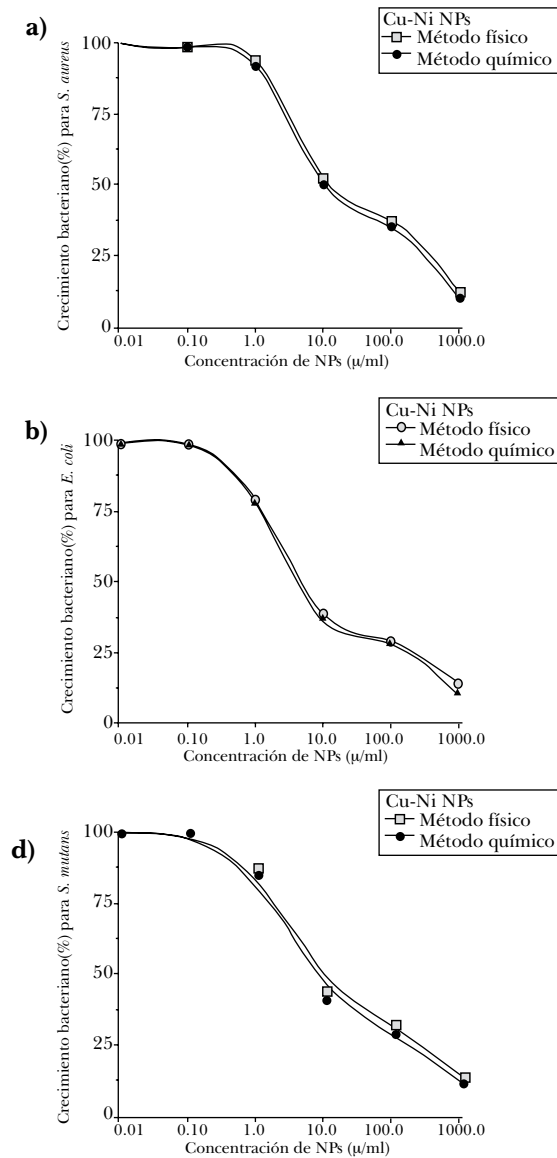 a)
Cu-Ni NPs
Método físico
Método químico
Crecimiento bacteriano(%) para S. aureus
100
75
50
25
0
0.01 0.10 1.0 10.0 100.0 1000.0
Concentración de NPs (μ/ml)
b)
Cu-Ni NPs
Método físico
Método químico
Crecimiento bacteriano(%) para E. coli
100
75
50
25
0
0.01 0.10 1.0 10.0 100.0 1000.0
Concentración de NPs (μ/ml)
d)
Cu-Ni NPs
Método físico
Método químico
Crecimiento bacteriano(%) para S. mutans
100
75
50
25
0
0.01 0.10 1.0 10.0 100.0 1000.0
Concentración de NPs (μ/ml)